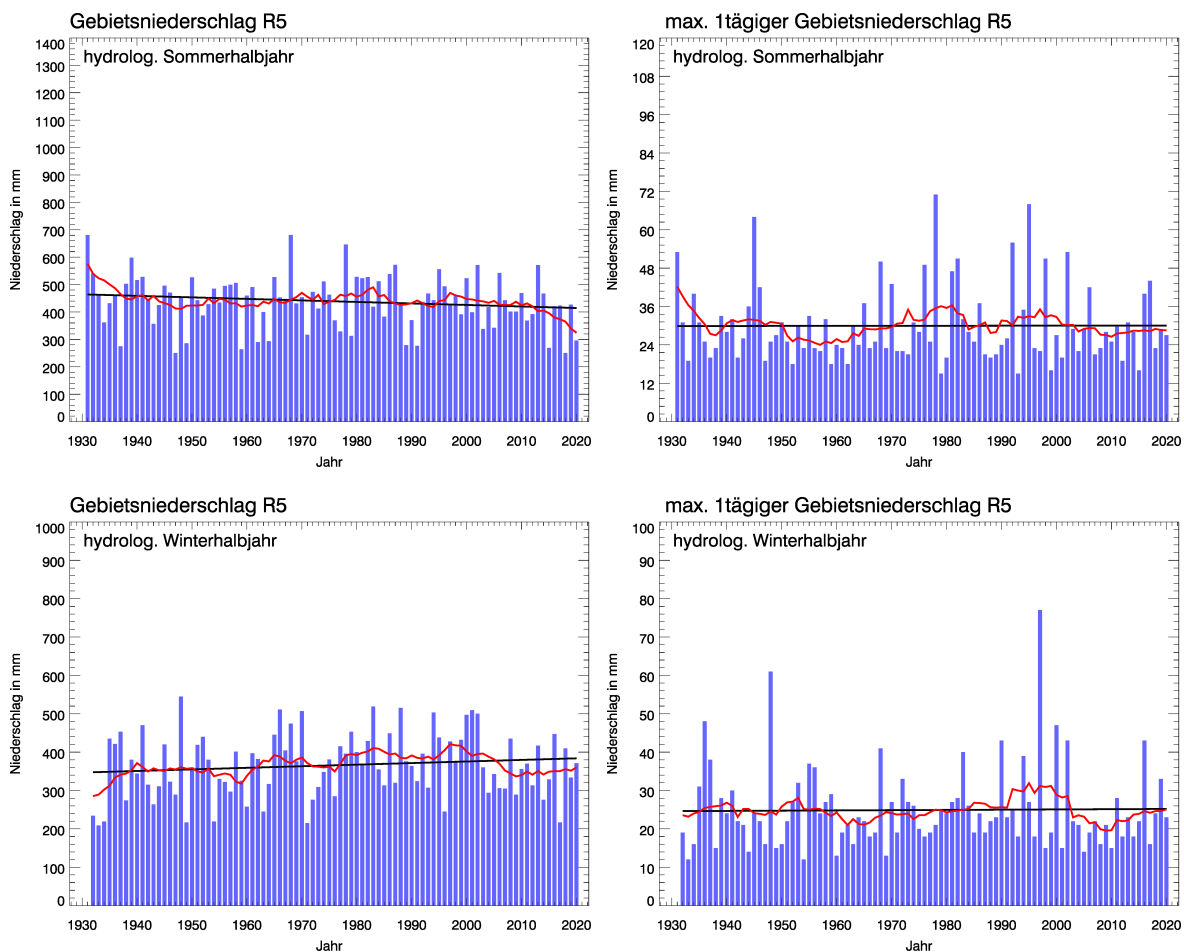 Gebietsniederschlag R5
hydrolog. Sommerhalbjahr
Niederschlag in mm
1400
1300
1200
1100
1000
900
800
700
600
500
400
300
200
100
0
1930 1940 1950 1960 1970 1980 1990 2000 2010 2020
Jahr
max. 1tägiger Gebietsniederschlag R5
hydrolog. Sommerhalbjahr
Niederschlag in mm
120
108
96
84
72
60
48
36
24
12
0
1930 1940 1950 1960 1970 1980 1990 2000 2010 2020
Jahr
Gebietsniederschlag R5
hydrolog. Winterhalbjahr
Niederschlag in mm
1000
900
800
700
600
500
400
300
200
100
0
1930 1940 1950 1960 1970 1980 1990 2000 2010 2020
Jahr
max. 1tägiger Gebietsniederschlag R5
hydrolog. Winterhalbjahr
Niederschlag in mm
100
90
80
70
60
50
40
30
20
10
0
1930 1940 1950 1960 1970 1980 1990 2000 2010 2020
Jahr